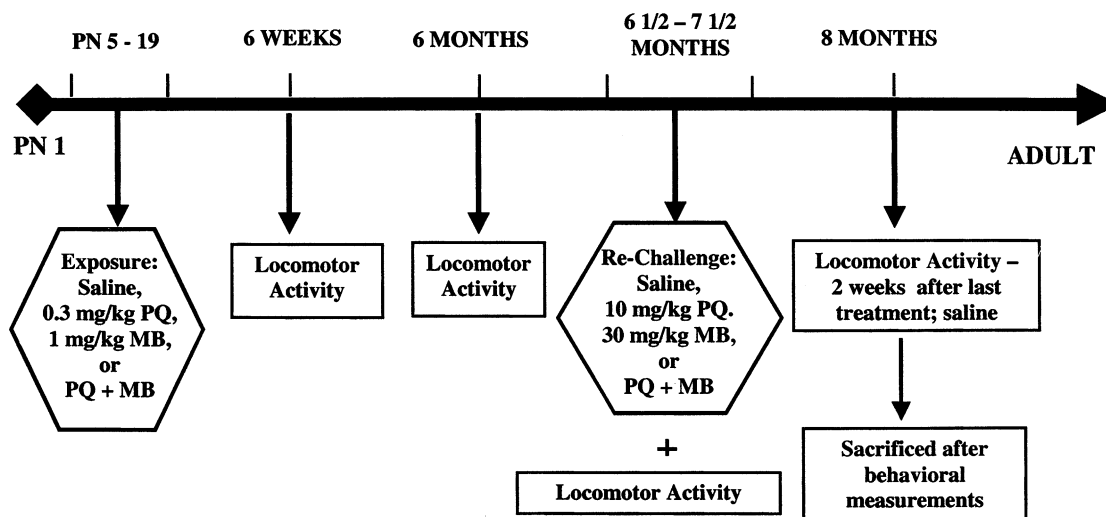 PN 5 - 19
6 WEEKS
6 MONTHS
6 1/2 – 7 1/2
MONTHS
8 MONTHS
PN 1
ADULT
Exposure:
Saline,
0.3 mg/kg PQ,
1 mg/kg MB,
or
PQ + MB
Locomotor
Activity
Locomotor
Activity
Re-Challenge:
Saline,
10 mg/kg PQ.
30 mg/kg MB,
or
PQ + MB
+
Locomotor Activity
Locomotor Activity –
2 weeks after last
treatment; saline
Sacrificed after
behavioral
measurements